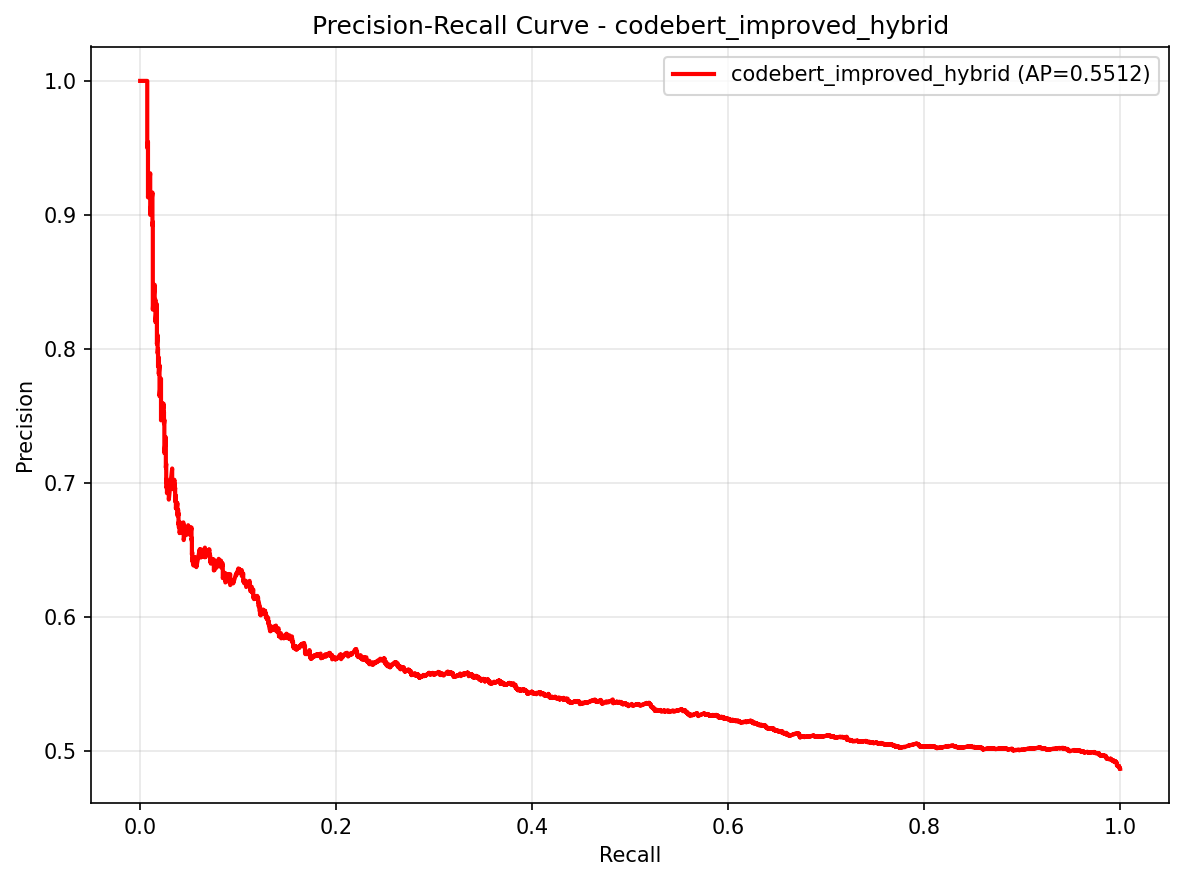 Precision-Recall Curve - codebert_improved_hybrid
codebert_improved_hybrid (AP=0.5512)
1.0
0.9
0.8
0.7
0.6
0.5
Precision
0.0 0.2 0.4 0.6 0.8 1.0
Recall